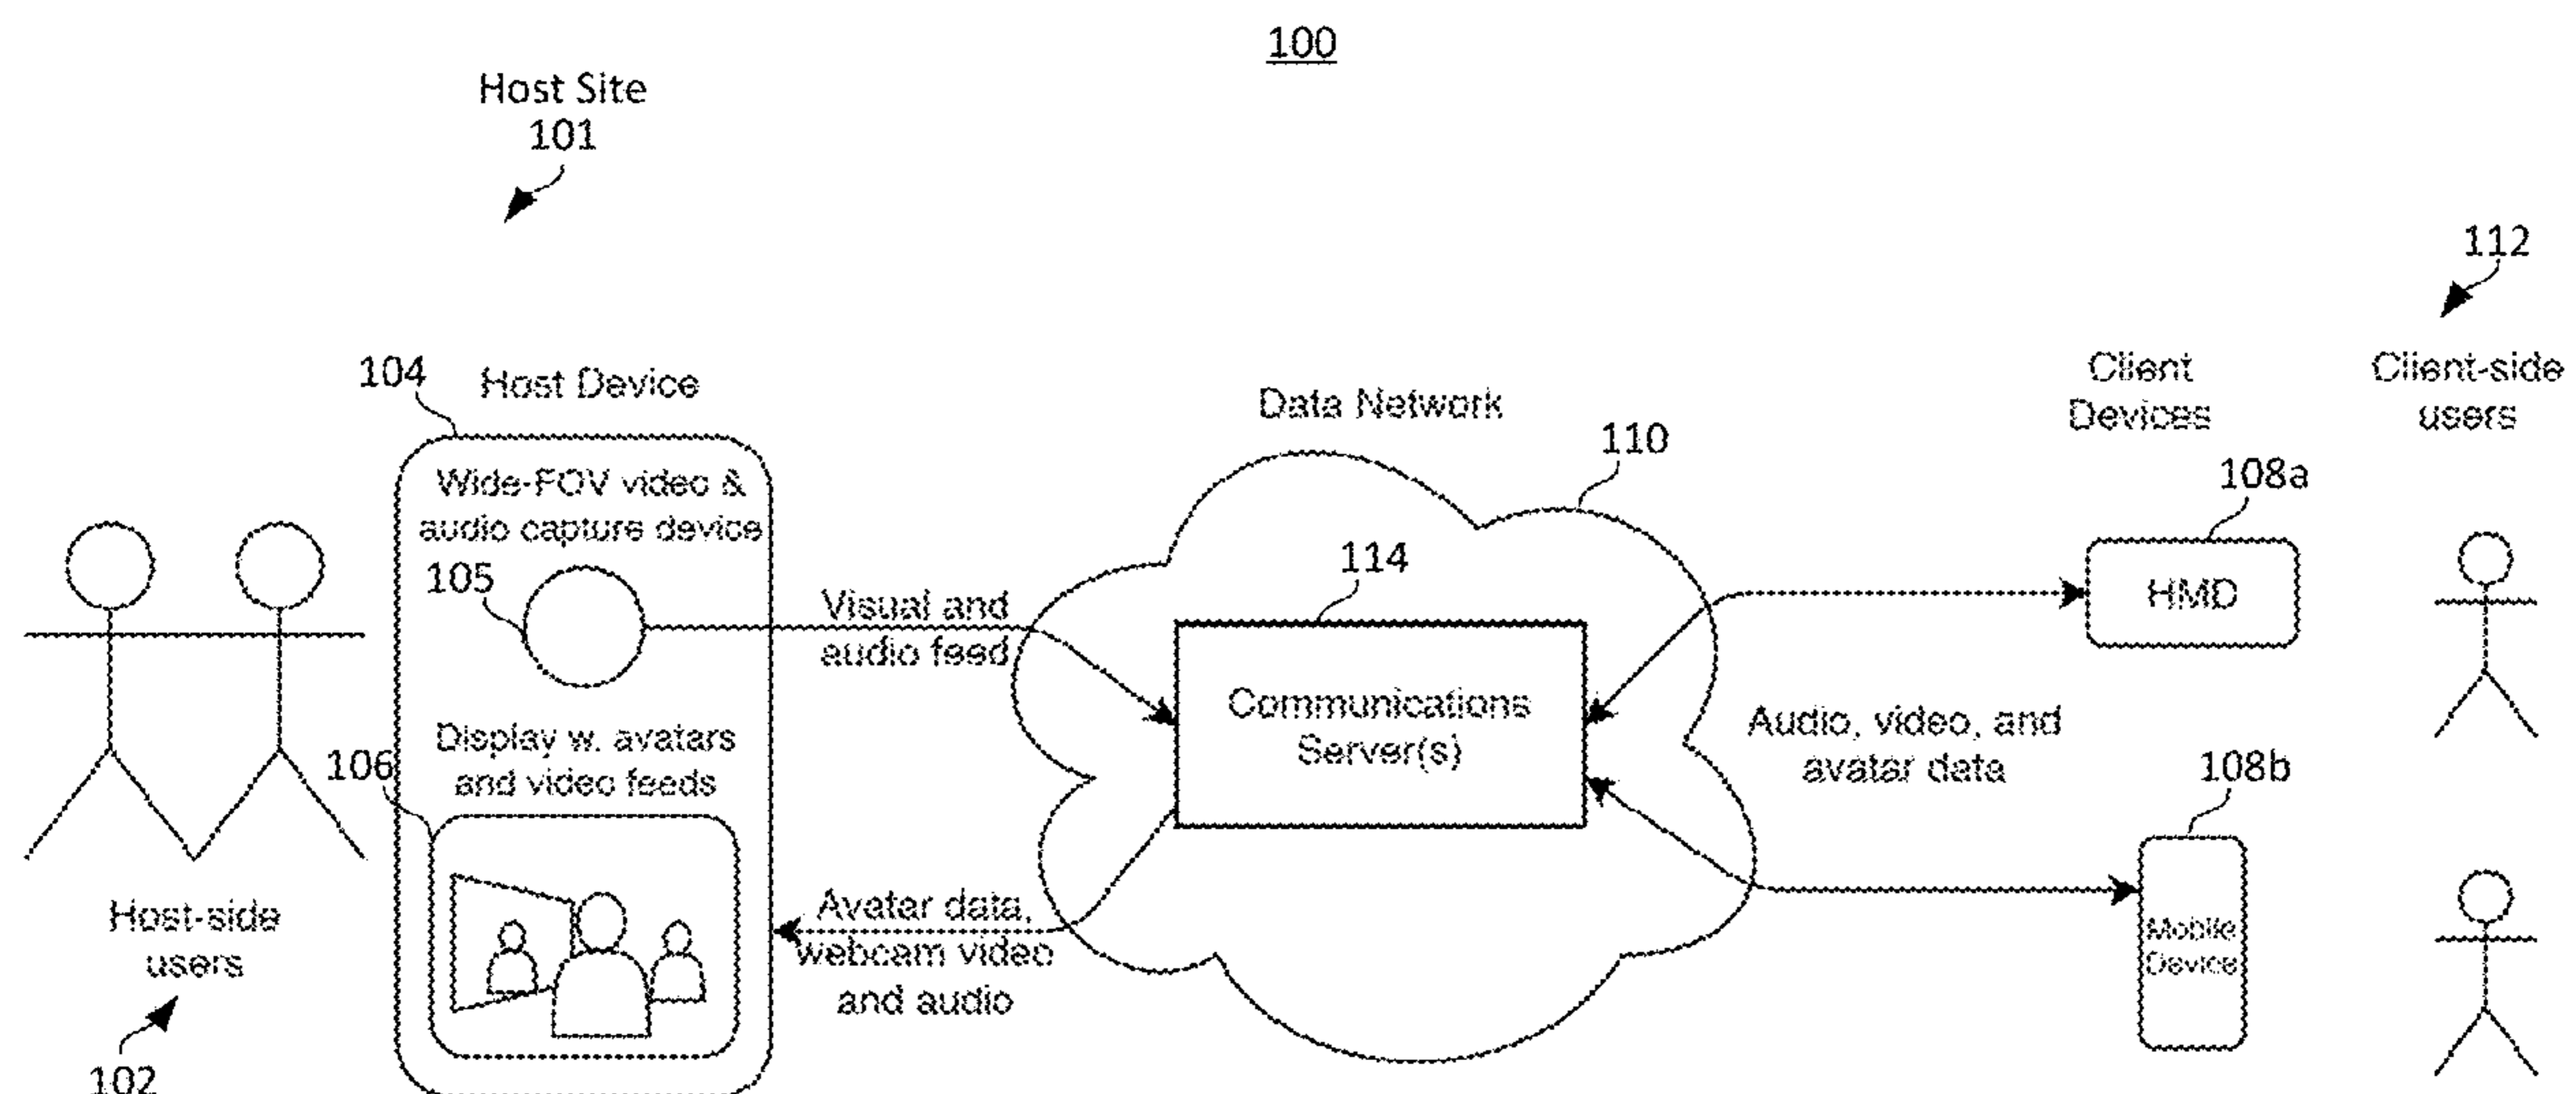 100
Host Site
101
112
104
Host Device
Data Network
110
Client
Devices
Client-side
users
108a
Wide-FOV video &
audio capture device
105
114
HMD
Visual and
audio feed
Communications
Server(s)
Audio, video, and
avatar data
Display w. avatars
and video feeds
106
108b
Avatar data,
webcam video
and audio
Mobile
Device
Host-side
users
102